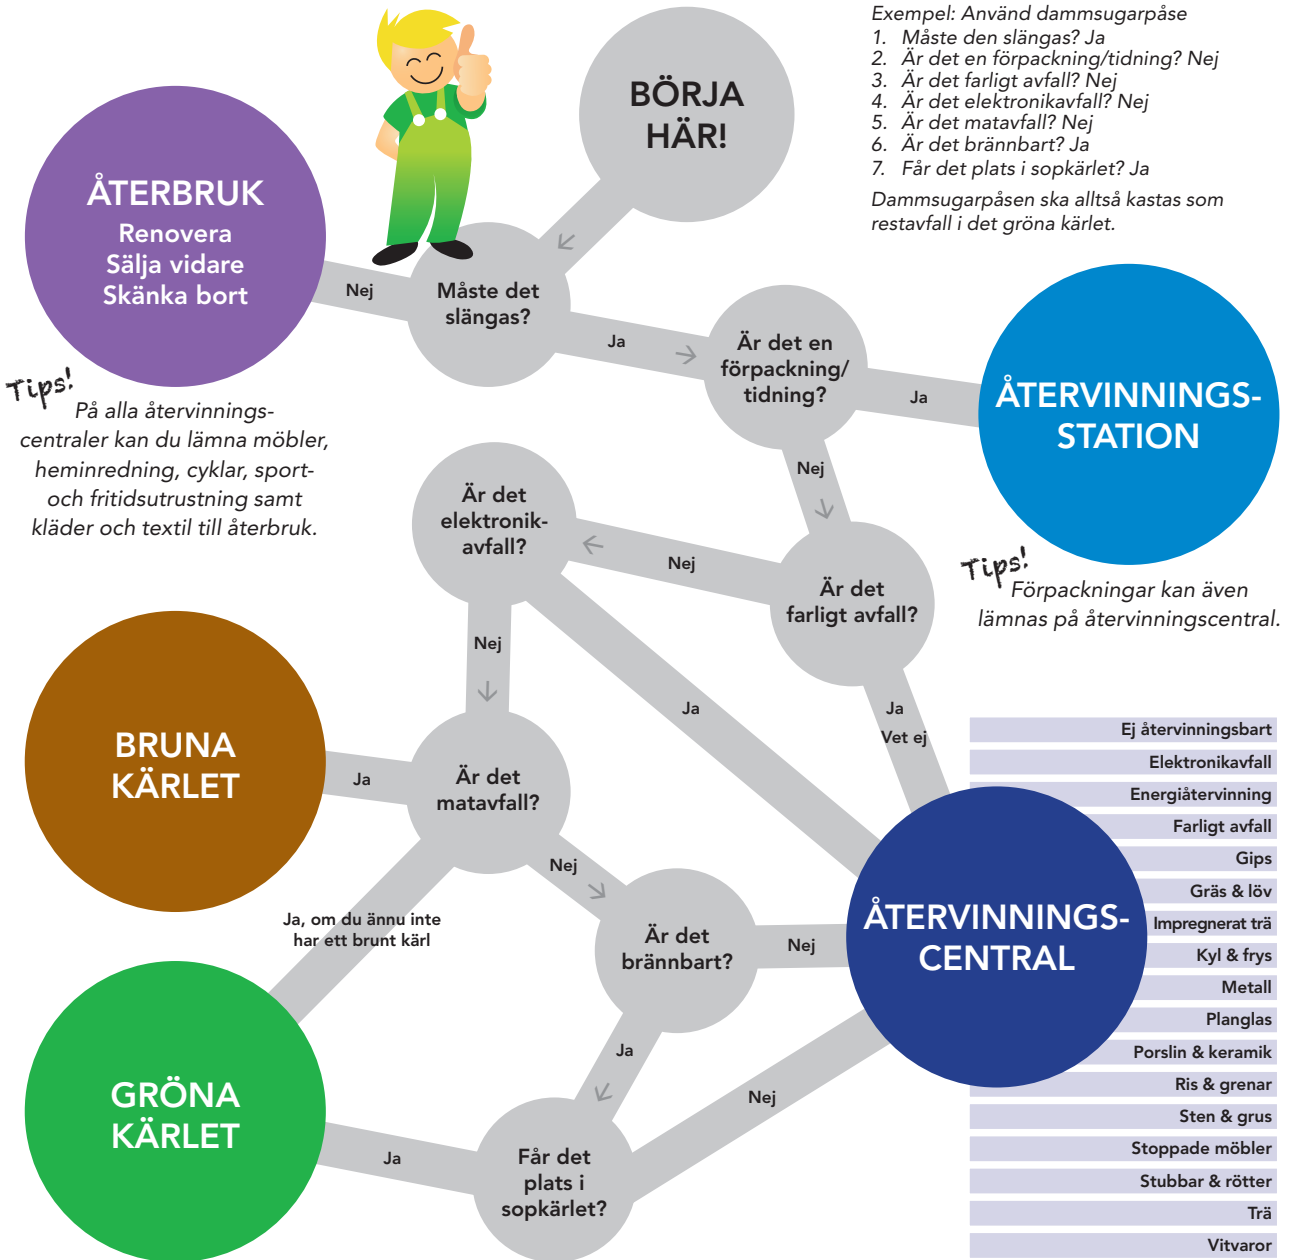 Exempel: Använd dammsugarpåse
1. Måste den slängas? Ja
2. Är det en förpackning/tidning? Nej
3. Är det farligt avfall? Nej
4. Är det elektronikavfall? Nej
5. Är det matavfall? Nej
6. Är det brännbart? Ja
7. Får det plats i sopkärlet? Ja
Dammsugarpåsen ska alltså kastas som
restavfall i det gröna kärlet.
BÖRJA
HÄR!
ÅTERBRUK
Renovera
Sälja vidare
Skänka bort
Nej
Måste det
slängas?
Ja
Är det en
förpackning/
tidning?
Ja
ÅTERVINNINGS-
STATION
Tips!
På alla återvinnings-
centraler kan du lämna möbler,
heminredning, cyklar, sport-
och fritidsutrustning samt
kläder och textil till återbruk.
Nej
Är det
elektronik-
avfall?
Nej
Är det
farligt avfall?
Tips!
Förpackningar kan även
lämnas på återvinningscentral.
Nej
Ja
Ja
Vet ej
BRUNA
KÄRLET
Ja
Är det
matavfall?
Nej
Ja, om du ännu inte
har ett brunt kärl
Är det
brännbart?
Nej
ÅTERVINNINGS-
CENTRAL
Ja
GRÖNA
KÄRLET
Ja
Får det
plats i
sopkärlet?
Nej
Ej återvinningsbart
Elektronikavfall
Energiåtervinning
Farligt avfall
Gips
Gräs & löv
Impregnerat trä
Kyl & frys
Metall
Planglas
Porslin & keramik
Ris & grenar
Sten & grus
Stoppade möbler
Stubbar & rötter
Trä
Vitvaror